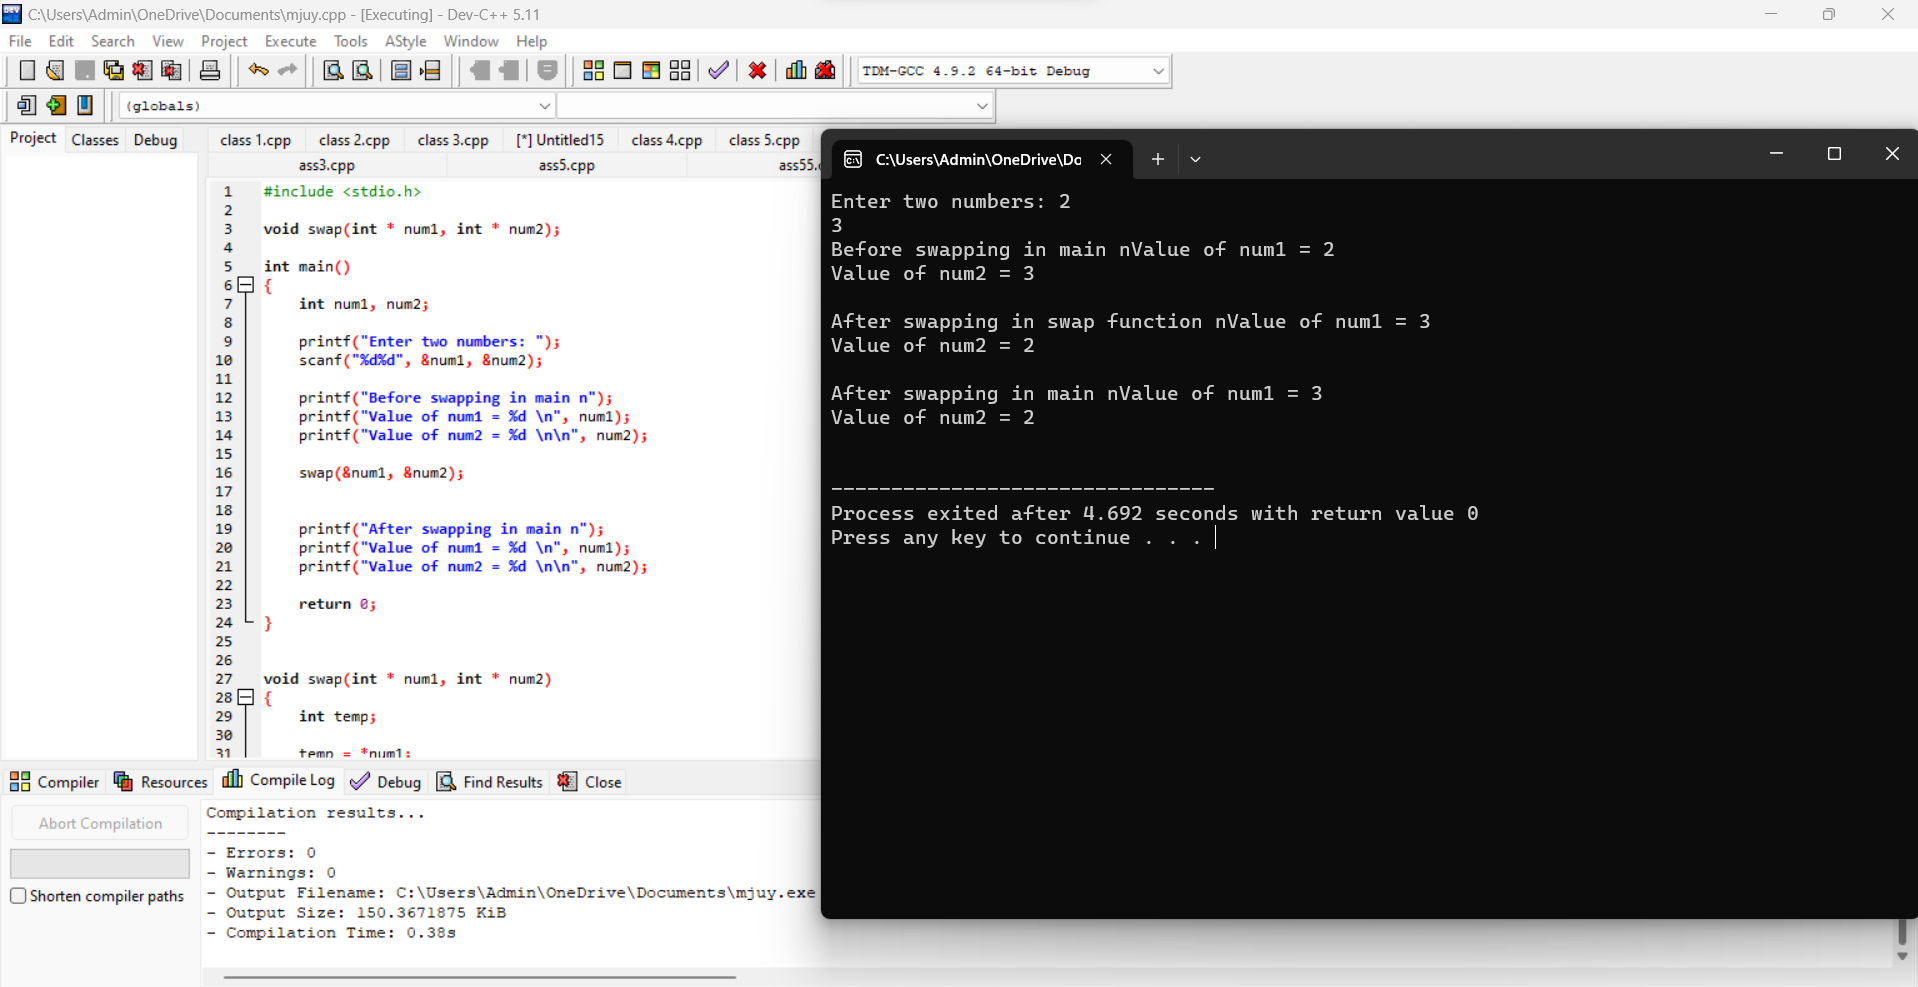 C:\Users\Admin\OneDrive\Documents\mjuy.cpp - [Executing] - Dev-C++ 5.11
File Edit Search View Project Execute Tools AStyle Window Help
TDM-GCC 4.9.2 64-bit Debug
(globals)
Project Classes Debug
class 1.cpp class 2.cpp class 3.cpp [*] Untitled15 class 4.cpp class 5.cpp
ass3.cpp ass5.cpp ass55.
1 #include <stdio.h>
2
3 void swap(int * num1, int * num2);
4
5 int main()
6 {
7 int num1, num2;
8
9 printf("Enter two numbers: ");
10 scanf("%d%d", &num1, &num2);
11
12 printf("Before swapping in main n");
13 printf("Value of num1 = %d \n", num1);
14 printf("Value of num2 = %d \n\n", num2);
15
16 swap(&num1, &num2);
17
18
19 printf("After swapping in main n");
20 printf("Value of num1 = %d \n", num1);
21 printf("Value of num2 = %d \n\n", num2);
22
23 return 0;
24 }
25
26
27 void swap(int * num1, int * num2)
28 {
29 int temp;
30
31 temp = *num1;
C:\Users\Admin\OneDrive\Do
Enter two numbers: 2
3
Before swapping in main nValue of num1 = 2
Value of num2 = 3
After swapping in swap function nValue of num1 = 3
Value of num2 = 2
After swapping in main nValue of num1 = 3
Value of num2 = 2
--------------------------------
Process exited after 4.692 seconds with return value 0
Press any key to continue . . .
Compiler Resources Compile Log Debug Find Results Close
Abort Compilation
Shorten compiler paths
Compilation results...
--------
- Errors: 0
- Warnings: 0
- Output Filename: C:\Users\Admin\OneDrive\Documents\mjuy.exe
- Output Size: 150.3671875 KiB
- Compilation Time: 0.38s